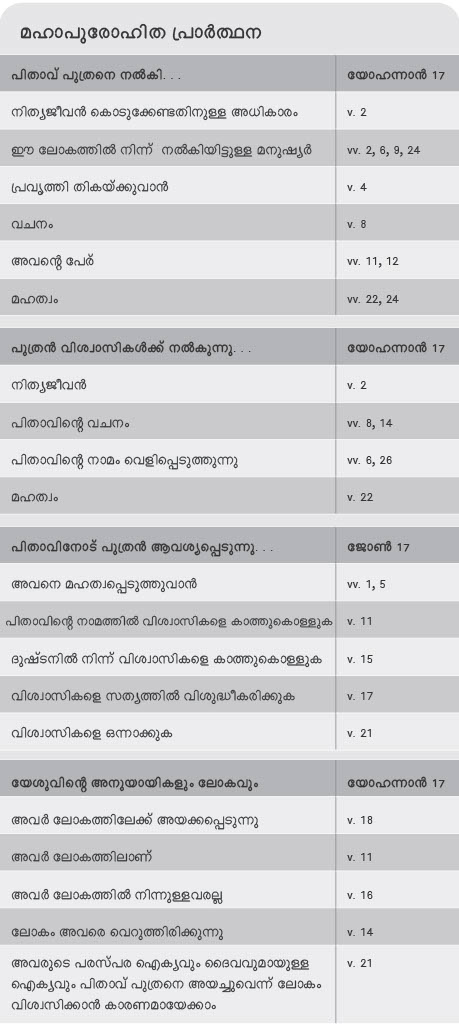 മഹാപുരോഹിത പ്രാർത്ഥന
പിതാവ് പുത്രനെ നൽകി. . . യോഹന്നാൻ 17
നിത്യജീവൻ കൊടുക്കേണ്ടതിനുള്ള അധികാരം v. 2
ഈ ലോകത്തിൽ നിന്ന് നൽകിയിട്ടുള്ള മനുഷ്യർ vv. 2, 6, 9, 24
പ്രവൃത്തി തികയ്ക്കുവാൻ v. 4
വചനം v. 8
അവന്റെ പേര് vv. 11, 12
മഹത്വം vv. 22, 24
പുത്രൻ വിശ്വാസികൾക്ക് നൽകുന്നു. . . യോഹന്നാൻ 17
നിത്യജീവൻ v. 2
പിതാവിന്റെ വചനം vv. 8, 14
പിതാവിന്റെ നാമം വെളിപ്പെടുത്തുന്നു vv. 6, 26
മഹത്വം v. 22
പിതാവിനോട് പുത്രൻ ആവശ്യപ്പെടുന്നു. . . ജോൺ 17
അവനെ മഹത്വപ്പെടുത്തുവാൻ vv. 1, 5
പിതാവിന്റെ നാമത്തിൽ വിശ്വാസികളെ കാത്തുകൊള്ളുക v. 11
ദുഷ്ടനിൽ നിന്ന് വിശ്വാസികളെ കാത്തുകൊള്ളുക v. 15
വിശ്വാസികളെ സത്യത്തിൽ വിശുദ്ധീകരിക്കുക v. 17
വിശ്വാസികളെ ഒന്നാക്കുക v. 21
യേശുവിന്റെ അനുയായികളും ലോകവും യോഹന്നാൻ 17
അവർ ലോകത്തിലേക്ക് അയക്കപ്പെടുന്നു v. 18
അവർ ലോകത്തിലാണ് v. 11
അവർ ലോകത്തിൽ നിന്നുള്ളവരല്ല v. 16
ലോകം അവരെ വെറുത്തിരിക്കുന്നു v. 14
അവരുടെ പരസ്പര ഐക്യവും ദൈവവുമായുള്ള v. 21
ഐക്യവും പിതാവ് പുത്രനെ അയച്ചുവെന്ന് ലോകം
വിശ്വസിക്കാൻ കാരണമായേക്കാം